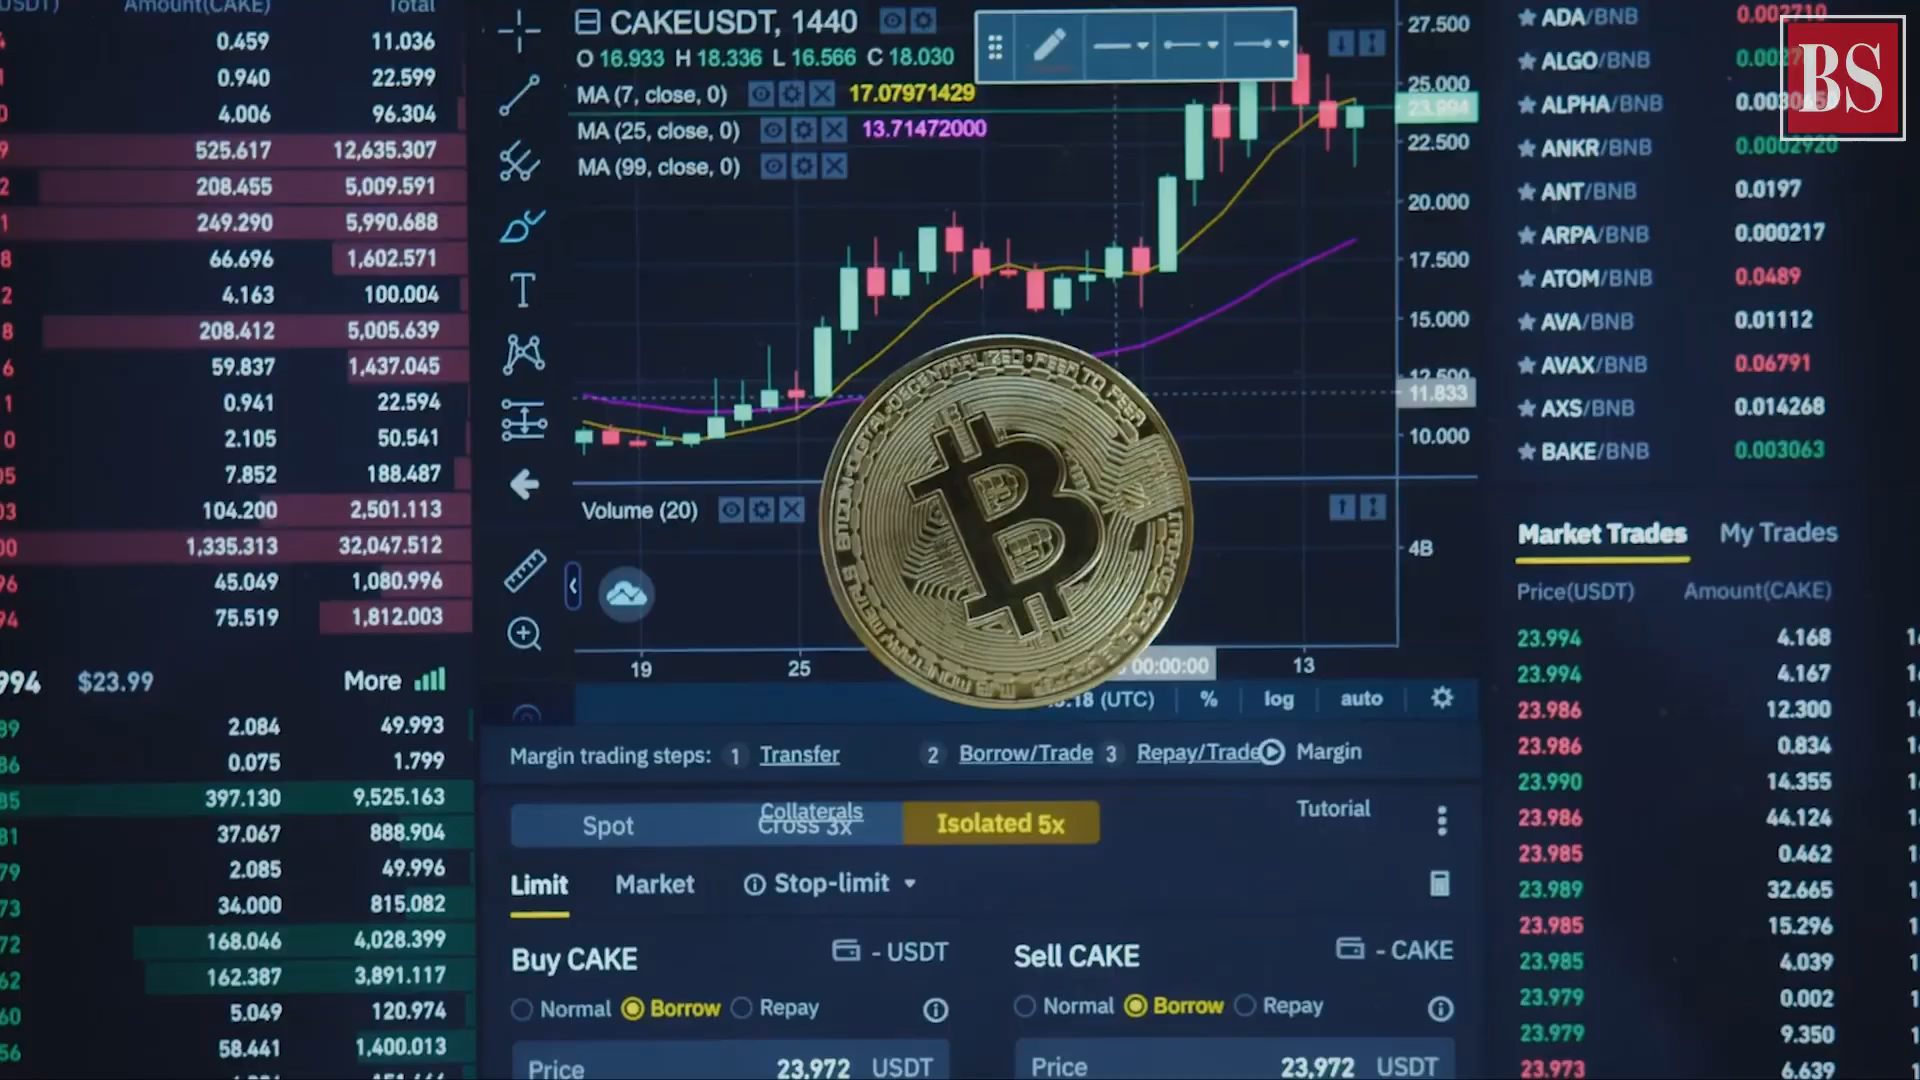 Amount(CAKE) Total
0.459 11.036
0.940 22.599
4.006 96.304
525.617 12,635.307
208.455 5,009.591
249.290 5,990.688
66.696 1,602.571
4.163 100.004
208.412 5,005.639
59.837 1,437.045
0.941 22.594
2.105 50.541
7.852 188.487
104.200 2,501.113
1,335.313 32,047.512
45.049 1,080.996
75.519 1,812.003
994 $23.99 More
2.084 49.993
0.075 1.799
397.130 9,525.163
37.067 888.904
2.085 49.996
34.000 815.082
168.046 4,028.399
162.387 3,891.117
5.049 120.974
58.441 1,400.013
CAKEUSDT, 1440
O 16.933 H 18.336 L 16.566 C 18.030
MA (7, close, 0) 17.07971429
MA (25, close, 0) 13.71472000
MA (99, close, 0)
27.500
25.000
23.994
22.500
20.000
17.500
15.000
12.500
11.833
10.000
Volume (20)
4B
19 25 00:00:00 13
(UTC) % log auto
DECENTRALIZED • PEER TO PEER
B
Margin trading steps: 1 Transfer 2 Borrow/Trade 3 Repay/Trade Margin
Collaterals Tutorial
Spot Cross 3x Isolated 5x
Limit Market Stop-limit
Buy CAKE - USDT
Normal Borrow Repay
Price 23,972 USDT
Sell CAKE - CAKE
Normal Borrow Repay
Price 23,972 USDT
BS
ADA/BNB 0.002710
ALGO/BNB
ALPHA/BNB
ANKR/BNB 0.0002920
ANT/BNB 0.0197
ARPA/BNB 0.000217
ATOM/BNB 0.0489
AVA/BNB 0.01112
AVAX/BNB 0.06791
AXS/BNB 0.014268
BAKE/BNB 0.003063
Market Trades My Trades
Price(USDT) Amount(CAKE)
23.994 4.168
23.994 4.167
23.986 12.300
23.986 0.834
23.990 14.355
23.986 44.124
23.985 0.462
23.989 32.665
23.985 15.296
23.985 4.039
23.979 0.002
23.979 9.350
23.973 6.639